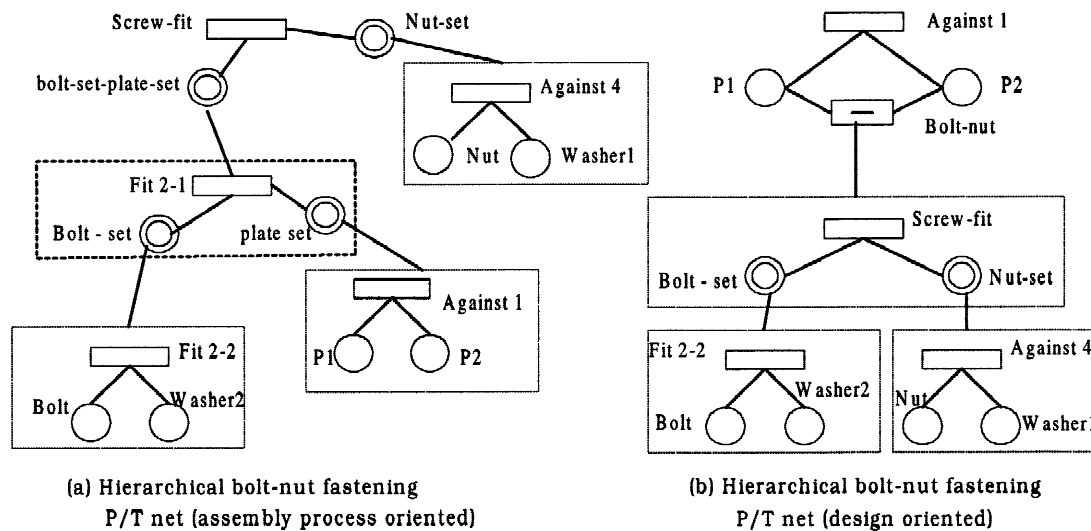 Screw-fit
Nut-set
bolt-set-plate-set
Against 4
Nut
Washer1
Fit 2-1
Bolt - set
plate set
Against 1
P1
P2
Fit 2-2
Bolt
Washer2
(a) Hierarchical bolt-nut fastening
P/T net (assembly process oriented)
Against 1
P1
P2
Bolt-nut
Screw-fit
Bolt - set
Nut-set
Fit 2-2
Washer2
Bolt
Against 4
Nut
Washer1
(b) Hierarchical bolt-nut fastening
P/T net (design oriented)